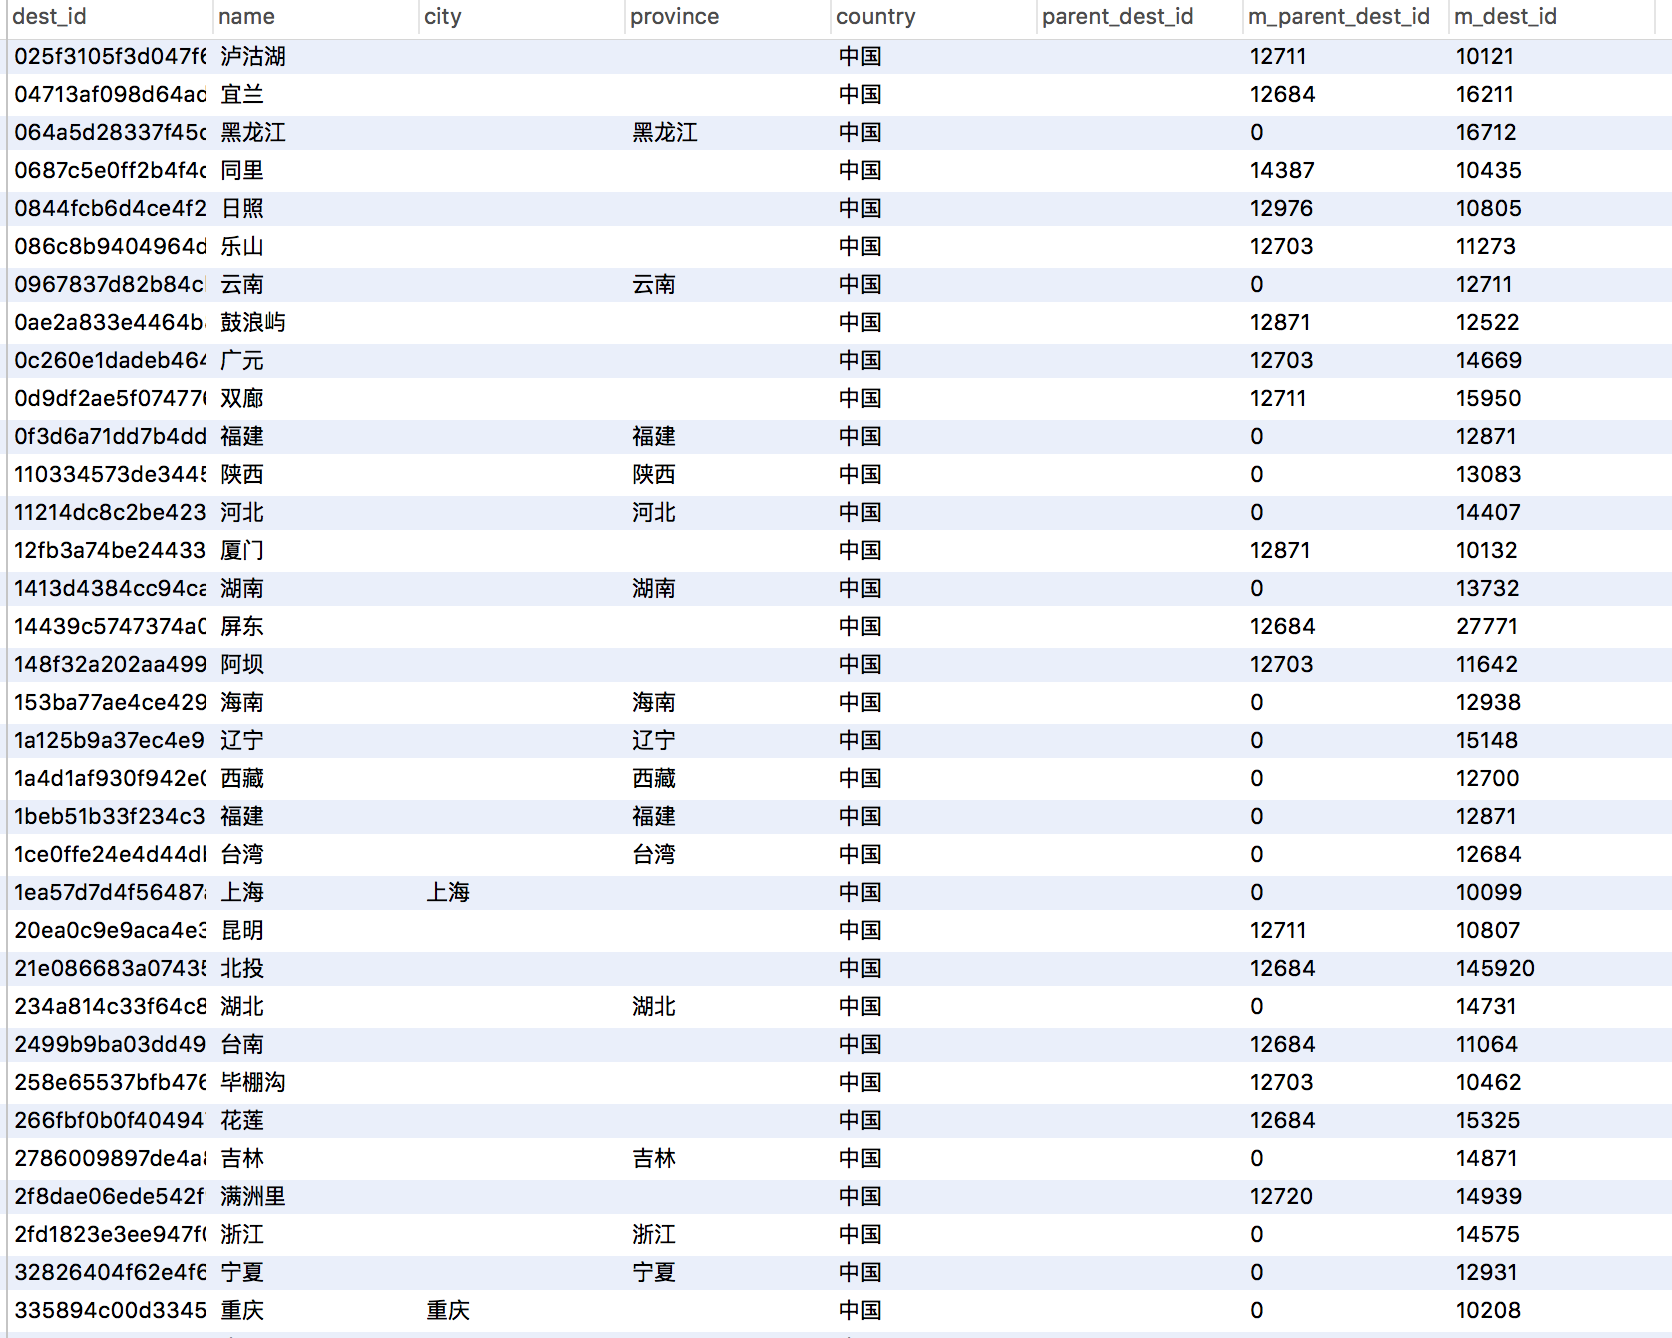 dest_id name city province country parent_dest_id m_parent_dest_id m_dest_id
025f3105f3d047f6 泸沽湖 中国 12711 10121
04713af098d64ad 宜兰 中国 12684 16211
064a5d28337f45c 黑龙江 黑龙江 中国 0 16712
0687c5e0ff2b4f4c 同里 中国 14387 10435
0844fcb6d4ce4f2 日照 中国 12976 10805
086c8b9404964d 乐山 中国 12703 11273
0967837d82b84c 云南 云南 中国 0 12711
0ae2a833e4464b 鼓浪屿 中国 12871 12522
0c260e1dadeb464 广元 中国 12703 14669
0d9df2ae5f07477 双廊 中国 12711 15950
0f3d6a71dd7b4dd 福建 福建 中国 0 12871
110334573de3445 陕西 陕西 中国 0 13083
11214dc8c2be423 河北 河北 中国 0 14407
12fb3a74be24433 厦门 中国 12871 10132
1413d4384cc94ca 湖南 湖南 中国 0 13732
14439c5747374a0 屏东 中国 12684 27771
148f32a202aa499 阿坝 中国 12703 11642
153ba77ae4ce429 海南 海南 中国 0 12938
1a125b9a37ec4e9 辽宁 辽宁 中国 0 15148
1a4d1af930f942e0 西藏 西藏 中国 0 12700
1beb51b33f234c3 福建 福建 中国 0 12871
1ce0ffe24e4d44d 台湾 台湾 中国 0 12684
1ea57d7d4f56487 上海 上海 中国 0 10099
20ea0c9e9aca4e3 昆明 中国 12711 10807
21e086683a07435 北投 中国 12684 145920
234a814c33f64c8 湖北 湖北 中国 0 14731
2499b9ba03dd49 台南 中国 12684 11064
258e65537bfb476 毕棚沟 中国 12703 10462
266fbf0b0f40494 花莲 中国 12684 15325
2786009897de4a 吉林 吉林 中国 0 14871
2f8dae06ede542f 满洲里 中国 12720 14939
2fd1823e3ee947f 浙江 浙江 中国 0 14575
32826404f62e4f6 宁夏 宁夏 中国 0 12931
335894c00d3345 重庆 重庆 中国 0 10208